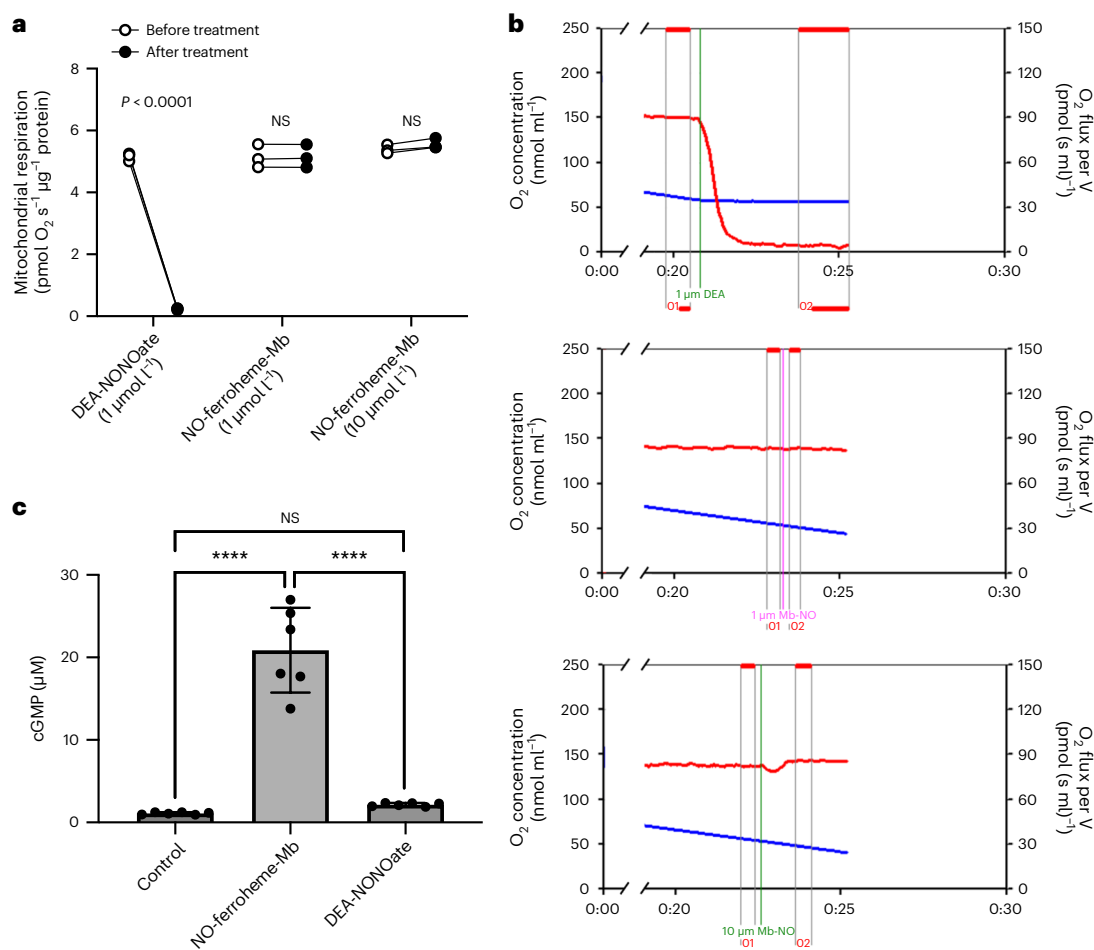 a
Before treatment
After treatment
Mitochondrial respiration
(pmol O₂ s⁻¹ µg⁻¹ protein)
8
6
4
2
0
P < 0.0001
NS
NS
DEA-NONOate
(1 µmol l⁻¹)
NO-ferroheme-Mb
(1 µmol l⁻¹)
NO-ferroheme-Mb
(10 µmol l⁻¹)
b
O₂ concentration
(nmol ml⁻¹)
250
200
150
100
50
0
150
120
90
60
30
0
O₂ flux per V
(pmol (s ml)⁻¹)
0:00
0:20
0:25
0:30
1 µm DEA
01
02
O₂ concentration
(nmol ml⁻¹)
250
200
150
100
50
0
150
120
90
60
30
0
O₂ flux per V
(pmol (s ml)⁻¹)
0:00
0:20
0:25
0:30
1 µm Mb-NO
01
02
O₂ concentration
(nmol ml⁻¹)
250
200
150
100
50
0
150
120
90
60
30
0
O₂ flux per V
(pmol (s ml)⁻¹)
0:00
0:20
0:25
0:30
10 µm Mb-NO
01
02
c
NS
****
****
cGMP (µM)
30
20
10
0
Control
NO-ferroheme-Mb
DEA-NONOate